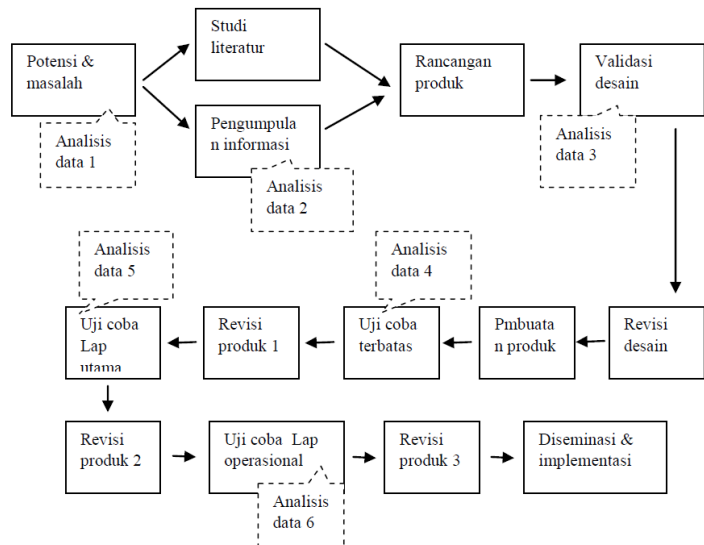 Studi
literatur
Potensi &
masalah
Rancangan
produk
Validasi
desain
Pengumpula
n informasi
Analisis
data 1
Analisis
data 2
Analisis
data 3
Analisis
data 5
Analisis
data 4
Uji coba
Lap
utama
Revisi
produk 1
Uji coba
terbatas
Pmbuata
n produk
Revisi
desain
Revisi
produk 2
Uji coba Lap
operasional
Revisi
produk 3
Diseminasi &
implementasi
Analisis
data 6